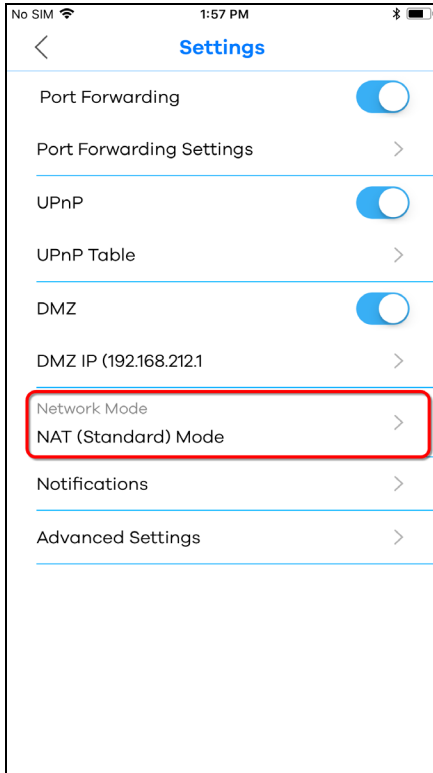 No SIM 1:57 PM
Settings
Port Forwarding
Port Forwarding Settings
UPnP
UPnP Table
DMZ
DMZ IP (192.168.212.1
Network Mode
NAT (Standard) Mode
Notifications
Advanced Settings